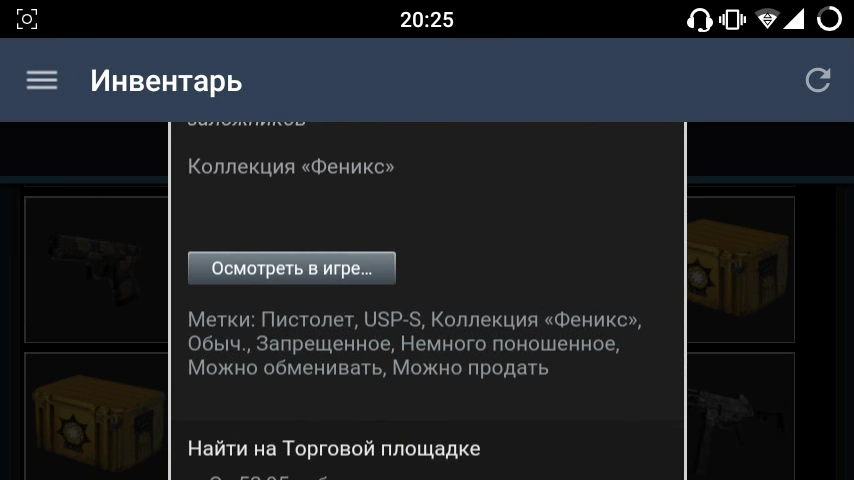 20:25
Инвентарь
заложников
Коллекция «Феникс»
Осмотреть в игре...
Метки: Пистолет, USP-S, Коллекция «Феникс»,
Обыч., Запрещенное, Немного поношенное,
Можно обменивать, Можно продать
Найти на Торговой площадке